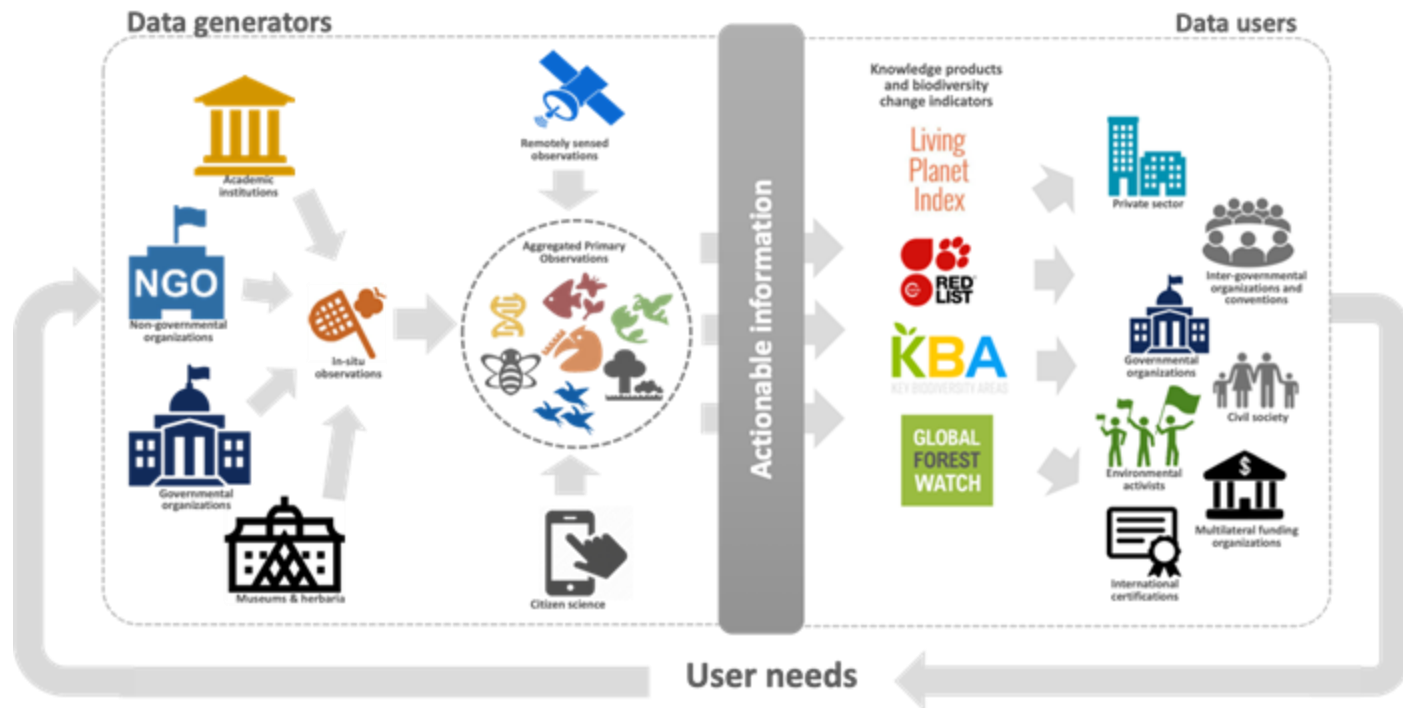 Data generators
Data users
Academic
institutions
NGO
Non-governmental
organizations
Governmental
organizations
Museums & herbaria
In-situ
observations
Remotely sensed
observations
Aggregated Primary
Observations
Citizen science
Actionable information
Knowledge products
and biodiversity
change indicators
Living
Planet
Index
RED
LIST
KBA
KEY BIODIVERSITY AREAS
GLOBAL
FOREST
WATCH
Private sector
Inter-governmental
organizations and
conventions
Governmental
organizations
Civil society
Environmental
activists
$
Multilateral funding
organizations
International
certifications
User needs